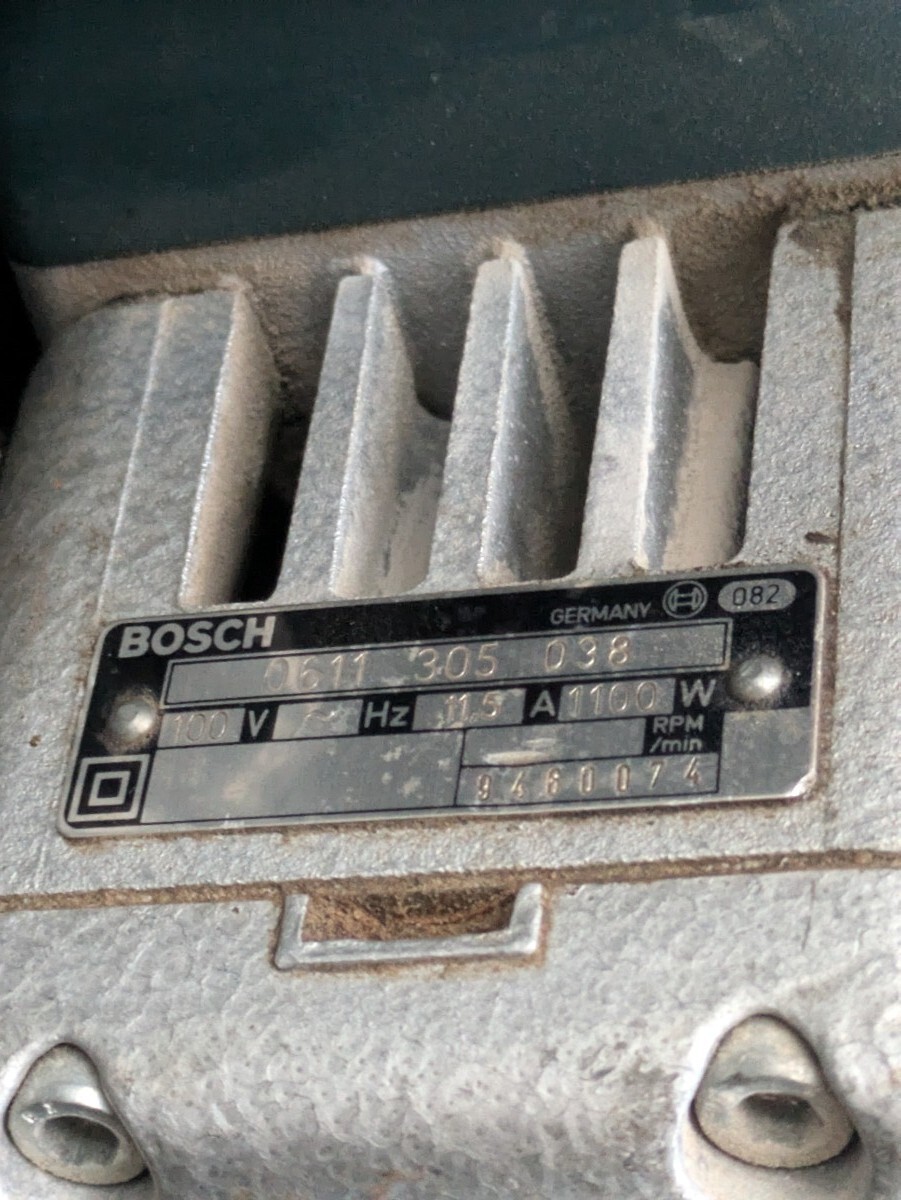 BOSCH GERMANY 082
0611 305 038
100 V ~ Hz 11.5 A 1100 W
RPM
/min
9460074